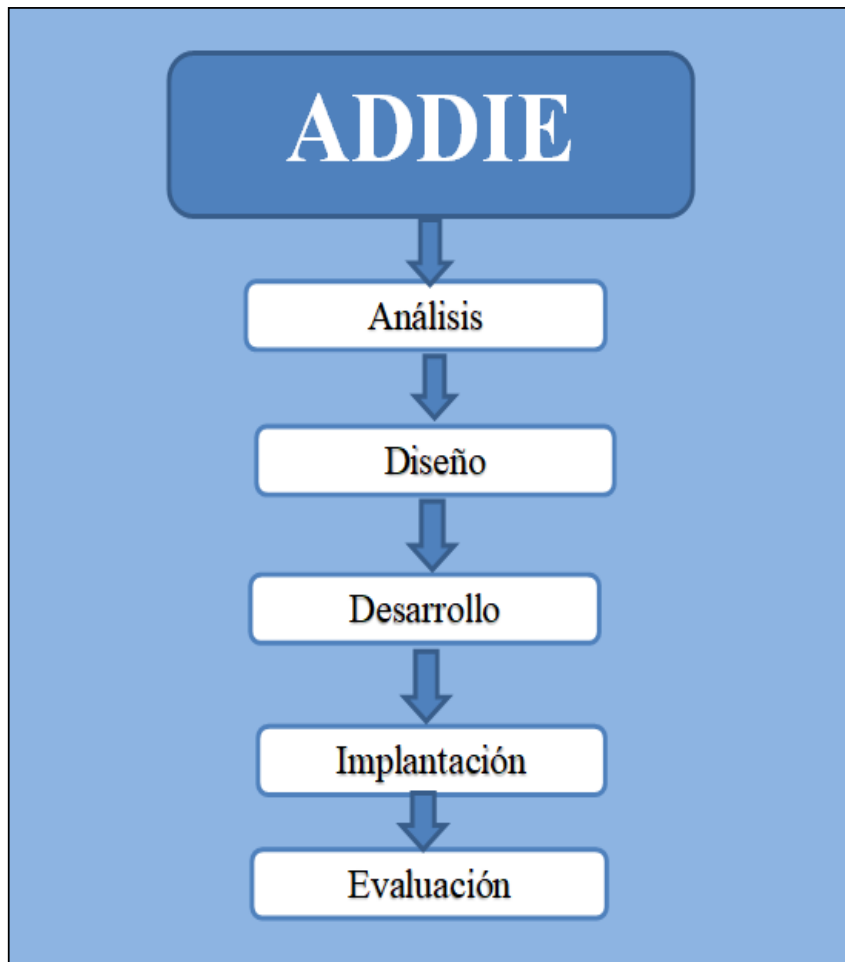 ADDIE
Análisis
Diseño
Desarrollo
Implantación
Evaluación